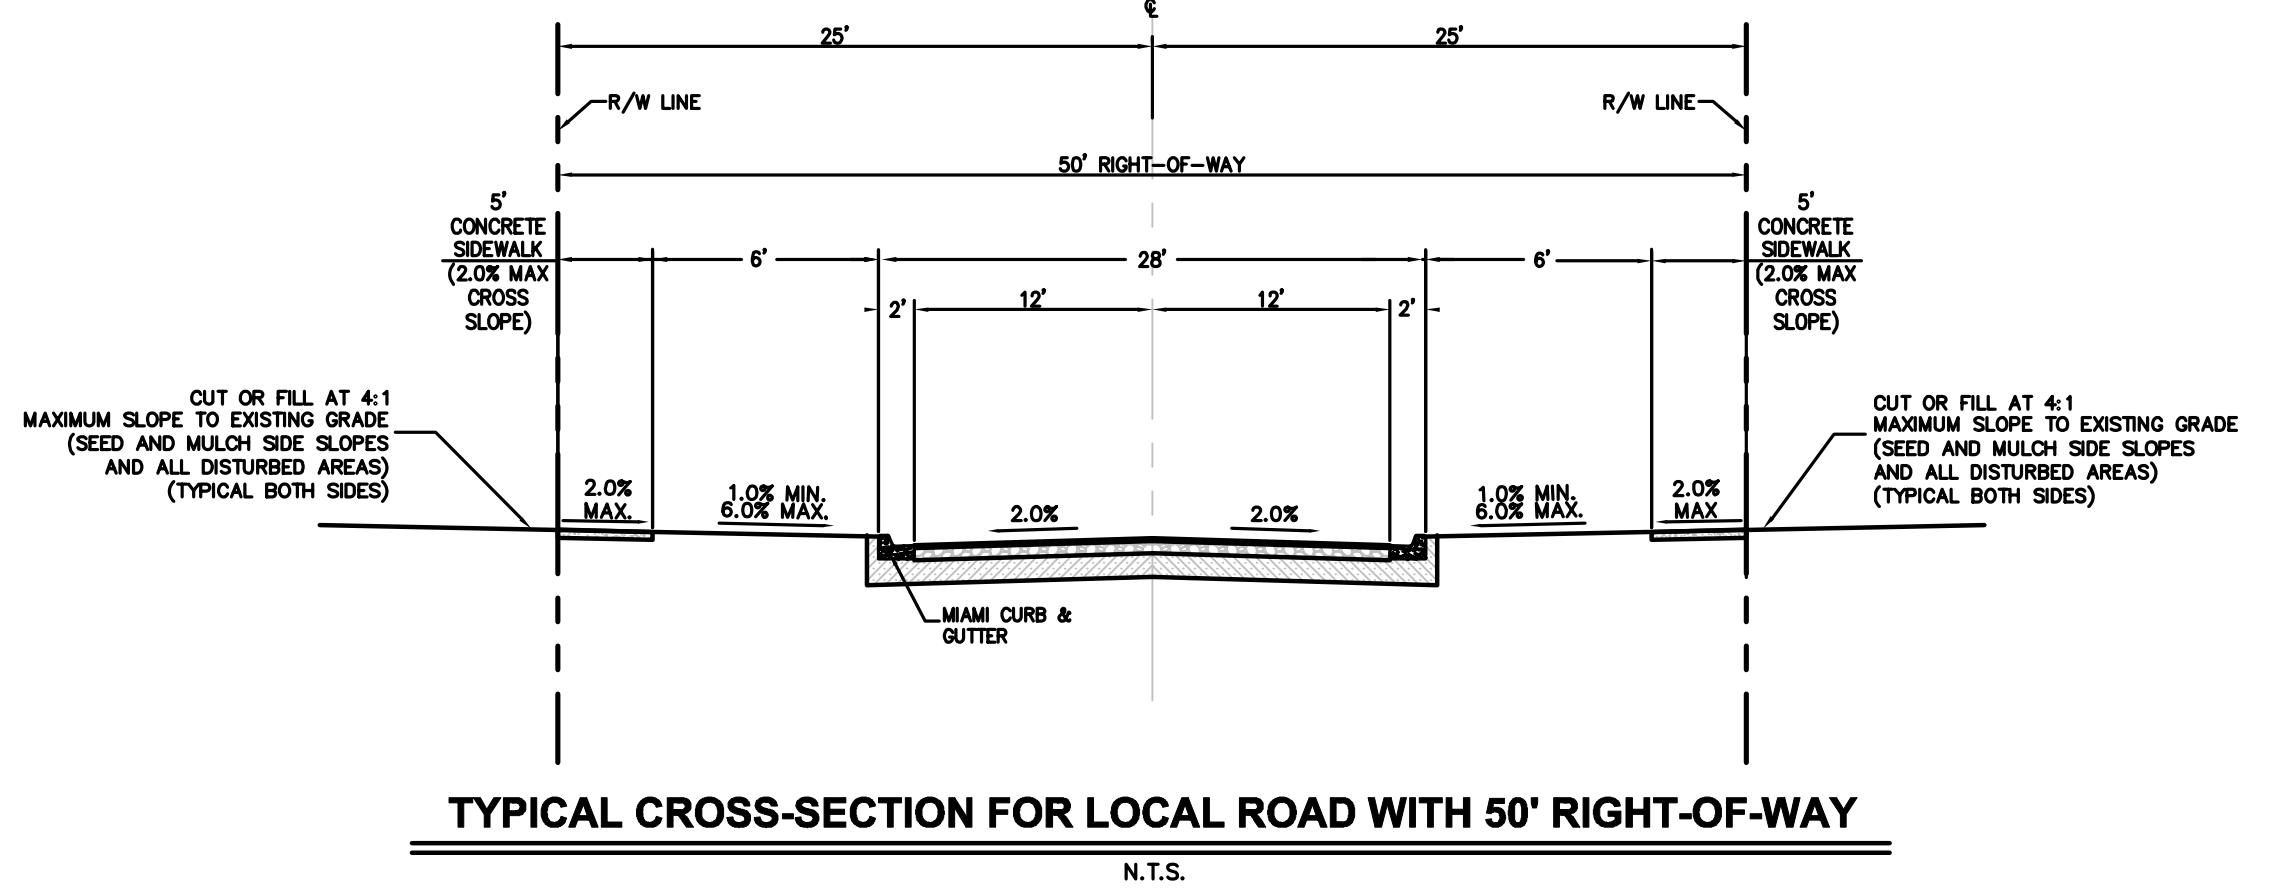 ℄
25'
25'
R/W LINE
R/W LINE
50' RIGHT-OF-WAY
5'
CONCRETE
SIDEWALK
(2.0% MAX
CROSS
SLOPE)
6'
28'
6'
5'
CONCRETE
SIDEWALK
(2.0% MAX
CROSS
SLOPE)
2'
12'
12'
2'
CUT OR FILL AT 4:1
MAXIMUM SLOPE TO EXISTING GRADE
(SEED AND MULCH SIDE SLOPES
AND ALL DISTURBED AREAS)
(TYPICAL BOTH SIDES)
CUT OR FILL AT 4:1
MAXIMUM SLOPE TO EXISTING GRADE
(SEED AND MULCH SIDE SLOPES
AND ALL DISTURBED AREAS)
(TYPICAL BOTH SIDES)
2.0%
MAX.
1.0% MIN.
6.0% MAX.
2.0%
2.0%
1.0% MIN.
6.0% MAX.
2.0%
MAX
MIAMI CURB &
GUTTER
TYPICAL CROSS-SECTION FOR LOCAL ROAD WITH 50' RIGHT-OF-WAY
N.T.S.